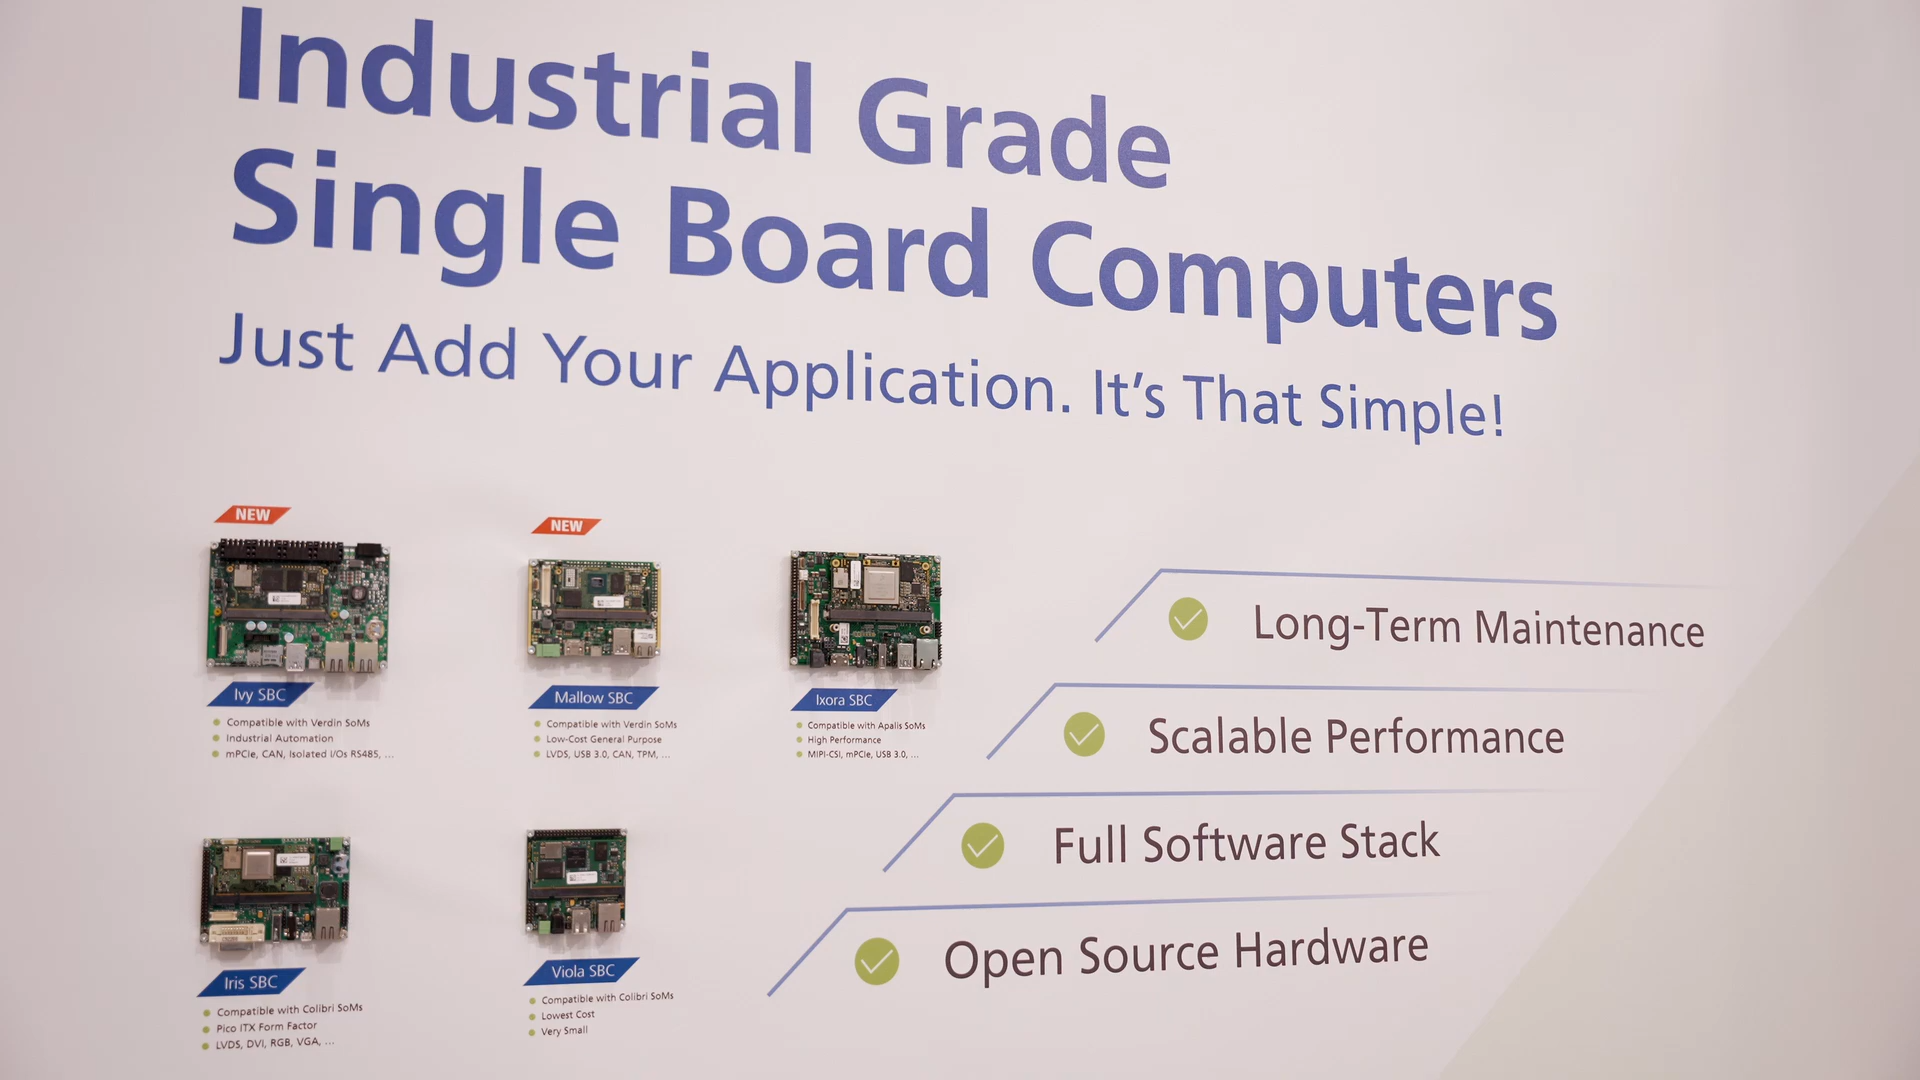 Industrial Grade
Single Board Computers
Just Add Your Application. It's That Simple!
NEW
Ivy SBC
Compatible with Verdin SoMs
Industrial Automation
mPCIe, CAN, Isolated I/Os RS485, ...
NEW
Mallow SBC
Compatible with Verdin SoMs
Low-Cost General Purpose
LVDS, USB 3.0, CAN, TPM, ...
Ixora SBC
Compatible with Apalis SoMs
High Performance
MIPI-CSI, mPCIe, USB 3.0, ...
Iris SBC
Compatible with Colibri SoMs
Pico ITX Form Factor
LVDS, DVI, RGB, VGA, ...
Viola SBC
Compatible with Colibri SoMs
Lowest Cost
Very Small
Long-Term Maintenance
Scalable Performance
Full Software Stack
Open Source Hardware